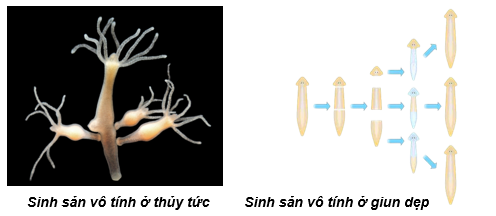 Sinh sản vô tính ở thủy tức
Sinh sản vô tính ở giun dẹp